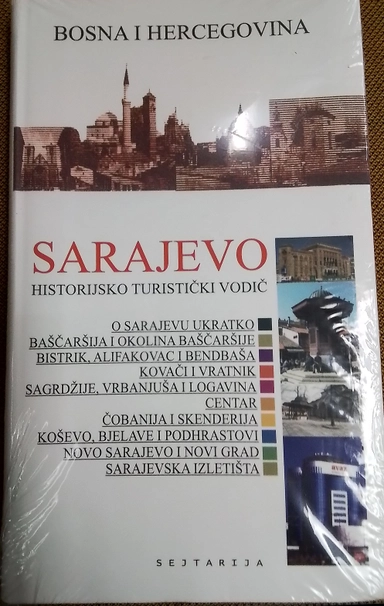 BOSNA I HERCEGOVINA
SARAJEVO
HISTORIJSKO TURISTIČKI VODIČ
O SARAJEVU UKRATKO
BAŠČARŠIJA I OKOLINA BAŠČARŠIJE
BISTRIK, ALIFAKOVAC I BENDBAŠA
KOVAČI I VRATNIK
SAGRDŽIJE, VRBANJUŠA I LOGAVINA
CENTAR
ČOBANIJA I SKENDERIJA
KOŠEVO, BJELAVE I PODHRASTOVI
NOVO SARAJEVO I NOVI GRAD
SARAJEVSKA IZLETIŠTA
SEJTARIJA